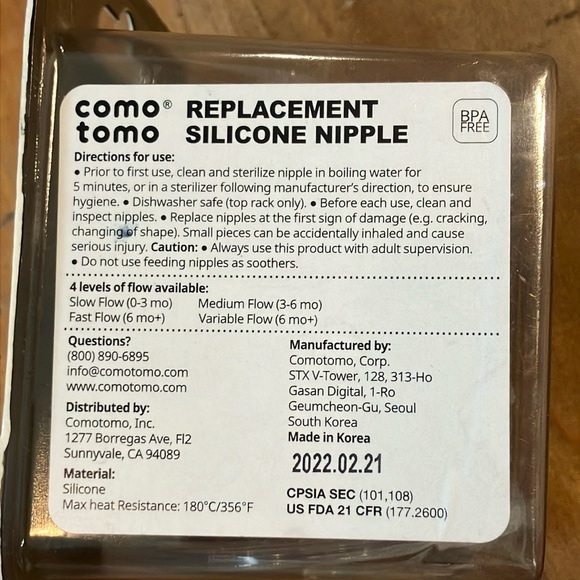 como® tomo
REPLACEMENT
SILICONE NIPPLE
BPA
FREE
Directions for use:
● Prior to first use, clean and sterilize nipple in boiling water for
5 minutes, or in a sterilizer following manufacturer's direction, to ensure
hygiene. ● Dishwasher safe (top rack only). ● Before each use, clean and
inspect nipples. ● Replace nipples at the first sign of damage (e.g. cracking,
changing of shape). Small pieces can be accidentally inhaled and cause
serious injury. Caution: ● Always use this product with adult supervision.
● Do not use feeding nipples as soothers.
4 levels of flow available:
Slow Flow (0-3 mo) Medium Flow (3-6 mo)
Fast Flow (6 mo+) Variable Flow (6 mo+)
Questions?
(800) 890-6895
info@comotomo.com
www.comotomo.com
Distributed by:
Comotomo, Inc.
1277 Borregas Ave, Fl2
Sunnyvale, CA 94089
Material:
Silicone
Max heat Resistance: 180°C/356°F
Manufactured by:
Comotomo, Corp.
STX V-Tower, 128, 313-Ho
Gasan Digital, 1-Ro
Geumcheon-Gu, Seoul
South Korea
Made in Korea
2022.02.21
CPSIA SEC (101,108)
US FDA 21 CFR (177.2600)